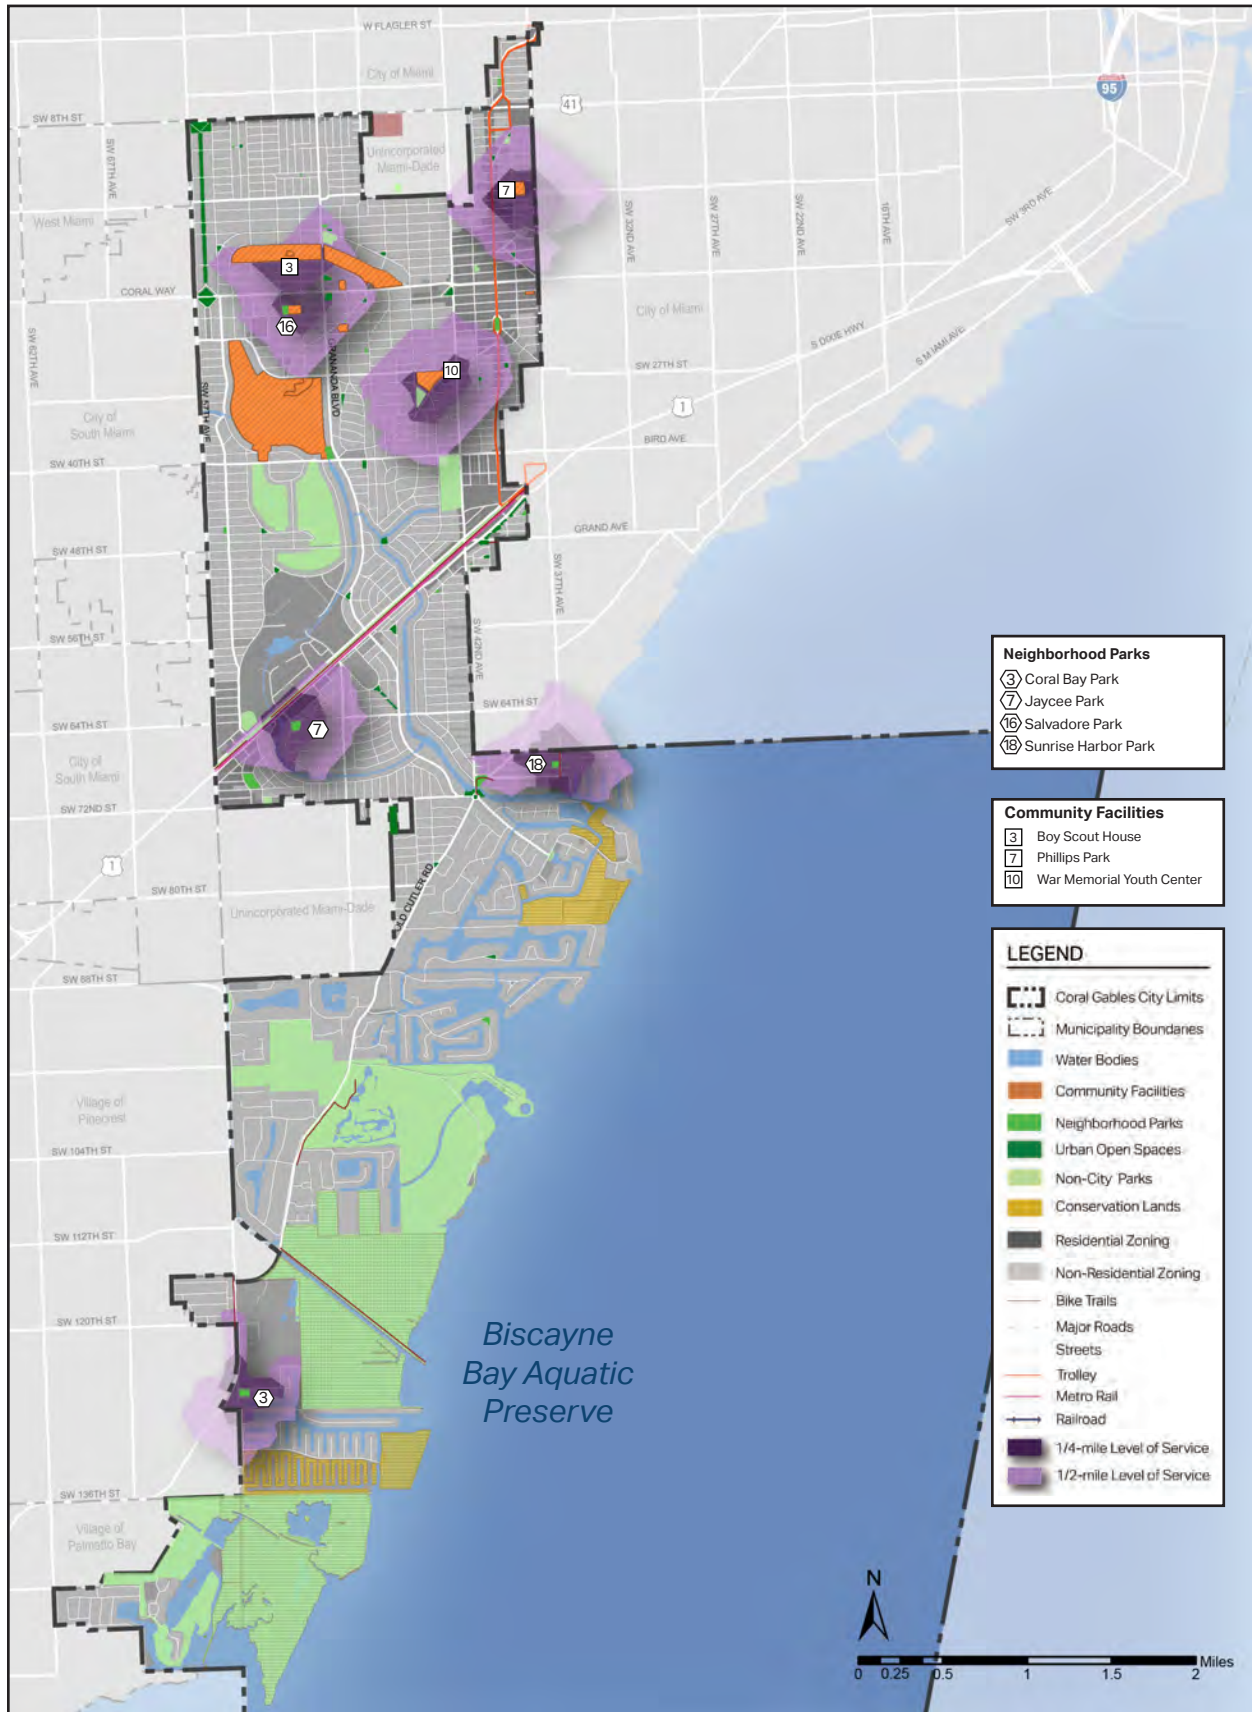 W FLAGLER ST
City of Miami
95
41
SW 8TH ST
SW 67TH AVE
Unincorporated
Miami-Dade
7
West Miami
SW 32ND AVE
SW 27TH AVE
SW 22ND AVE
16TH AVE
SW 3RD AVE
3
CORAL WAY
16
City of Miami
S DIXIE HWY
S MIAMI AVE
SW 62TH AVE
SW 57TH AVE
GRANANDA BLVD
10
SW 27TH ST
1
City of
South Miami
BIRD AVE
SW 40TH ST
GRAND AVE
SW 48TH ST
SW 37TH AVE
SW 56TH ST
SW 42ND AVE
SW 64TH ST
SW 64TH ST
7
City of
South Miami
18
SW 72ND ST
1
SW 80TH ST
OLD CUTLER RD
Unincorporated Miami-Dade
SW 88TH ST
Village of
Pinecrest
SW 104TH ST
SW 112TH ST
SW 120TH ST
3
Biscayne
Bay Aquatic
Preserve
SW 136TH ST
Village of
Palmetto Bay
Neighborhood Parks
3 Coral Bay Park
7 Jaycee Park
16 Salvadore Park
18 Sunrise Harbor Park
Community Facilities
3 Boy Scout House
7 Phillips Park
10 War Memorial Youth Center
LEGEND
Coral Gables City Limits
Municipality Boundaries
Water Bodies
Community Facilities
Neighborhood Parks
Urban Open Spaces
Non-City Parks
Conservation Lands
Residential Zoning
Non-Residential Zoning
Bike Trails
Major Roads
Streets
Trolley
Metro Rail
Railroad
1/4-mile Level of Service
1/2-mile Level of Service
N
Miles
0 0.25 0.5 1 1.5 2